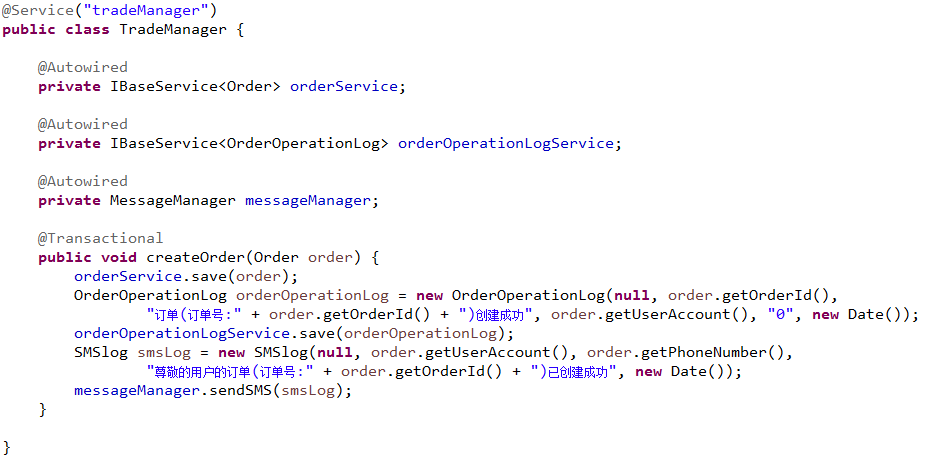 @Service("tradeManager")
public class TradeManager {
@Autowired
private IBaseService<Order> orderService;
@Autowired
private IBaseService<OrderOperationLog> orderOperationLogService;
@Autowired
private MessageManager messageManager;
@Transactional
public void createOrder(Order order) {
orderService.save(order);
OrderOperationLog orderOperationLog = new OrderOperationLog(null, order.getOrderId(),
"订单(订单号:" + order.getOrderId() + ")创建成功", order.getUserAccount(), "0", new Date());
orderOperationLogService.save(orderOperationLog);
SMSlog smsLog = new SMSlog(null, order.getUserAccount(), order.getPhoneNumber(),
"尊敬的用户的订单(订单号:" + order.getOrderId() + ")已创建成功", new Date());
messageManager.sendSMS(smsLog);
}
}